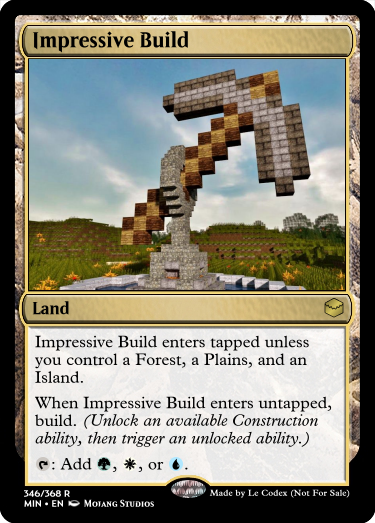 Impressive Build
Land
Impressive Build enters tapped unless
you control a Forest, a Plains, and an
Island.
When Impressive Build enters untapped,
build. (Unlock an available Construction
ability, then trigger an unlocked ability.)
: Add , , or .
346/368 R
MIN • EN Mojang Studios
Made by Le Codex (Not For Sale)